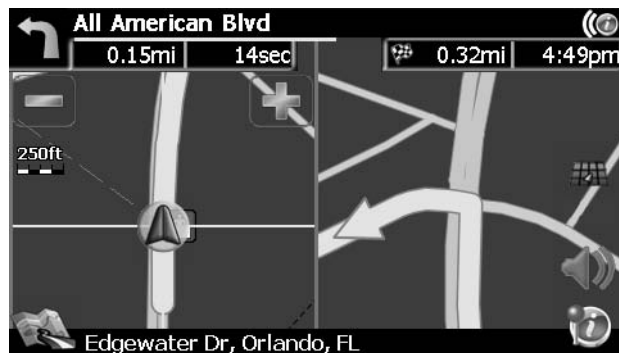 All American Blvd
0.15mi 14sec 0.32mi 4:49pm
250ft
Edgewater Dr, Orlando, FL